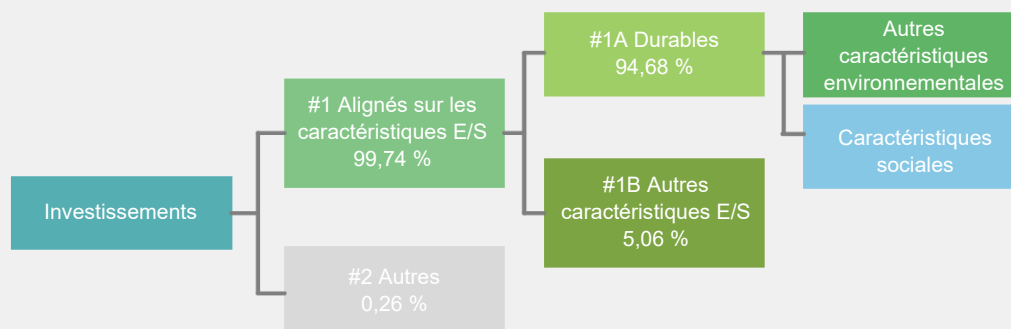 Investissements
#1 Alignés sur les
caractéristiques E/S
99,74 %
#2 Autres
0,26 %
#1A Durables
94,68 %
#1B Autres
caractéristiques E/S
5,06 %
Autres
caractéristiques
environnementales
Caractéristiques
sociales